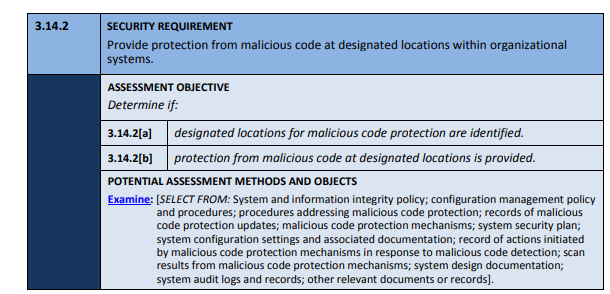 3.14.2 SECURITY REQUIREMENT
Provide protection from malicious code at designated locations within organizational
systems.
ASSESSMENT OBJECTIVE
Determine if:
3.14.2[a] designated locations for malicious code protection are identified.
3.14.2[b] protection from malicious code at designated locations is provided.
POTENTIAL ASSESSMENT METHODS AND OBJECTS
Examine: [SELECT FROM: System and information integrity policy; configuration management policy
and procedures; procedures addressing malicious code protection; records of malicious
code protection updates; malicious code protection mechanisms; system security plan;
system configuration settings and associated documentation; record of actions initiated
by malicious code protection mechanisms in response to malicious code detection; scan
results from malicious code protection mechanisms; system design documentation;
system audit logs and records; other relevant documents or records].